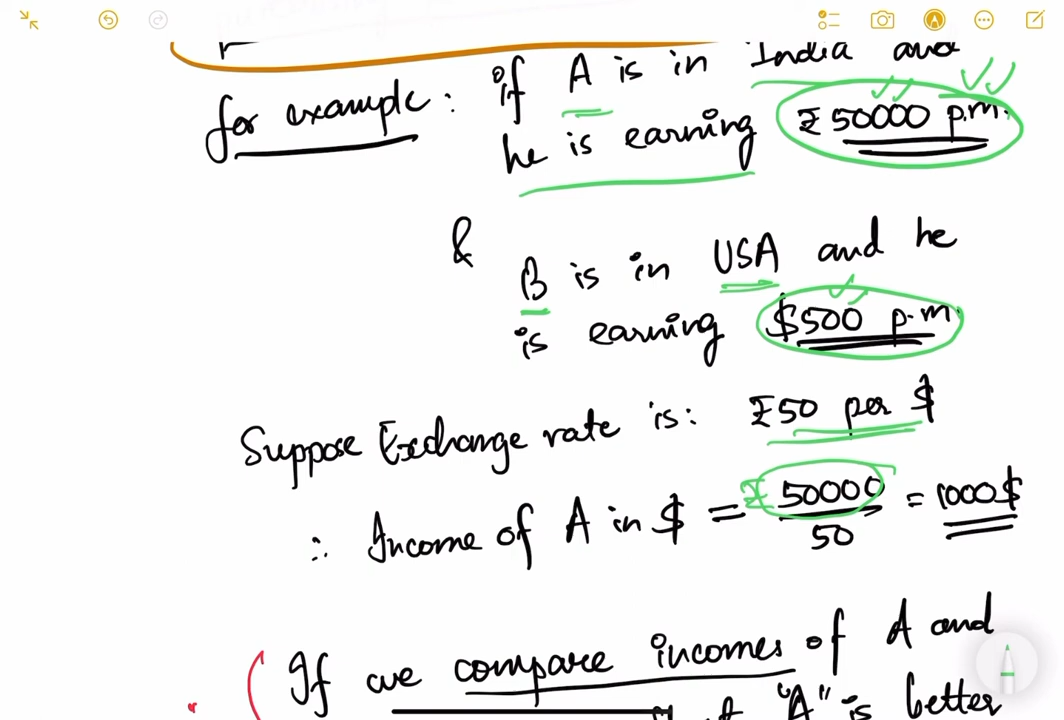 if A is in India and
for example : he is earning ₹ 50000 p.m.
&
B is in USA and he
is earning $500 p.m.
Suppose Exchange rate is: ₹50 per $
∴ Income of A in $ = ₹ 50000 / 50 = 1000$
If we compare incomes of A and
"A" is better